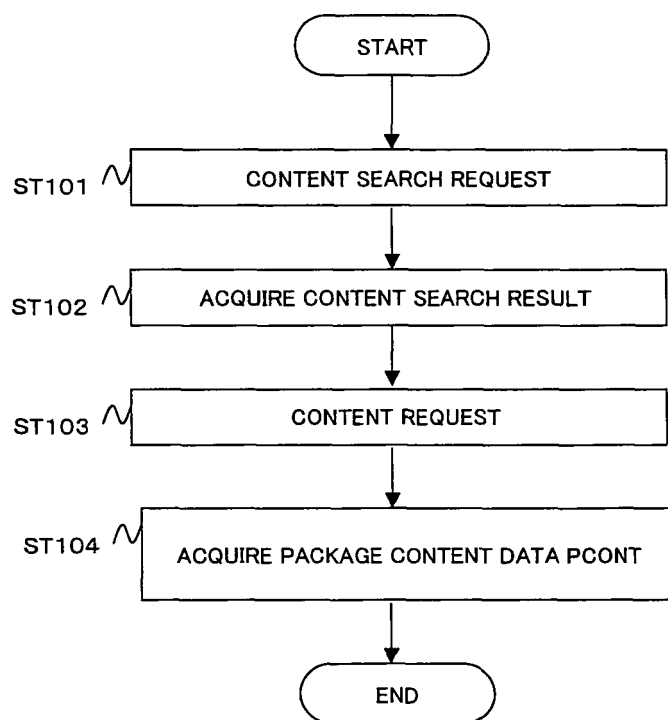 START
ST101
CONTENT SEARCH REQUEST
ST102
ACQUIRE CONTENT SEARCH RESULT
ST103
CONTENT REQUEST
ST104
ACQUIRE PACKAGE CONTENT DATA PCONT
END